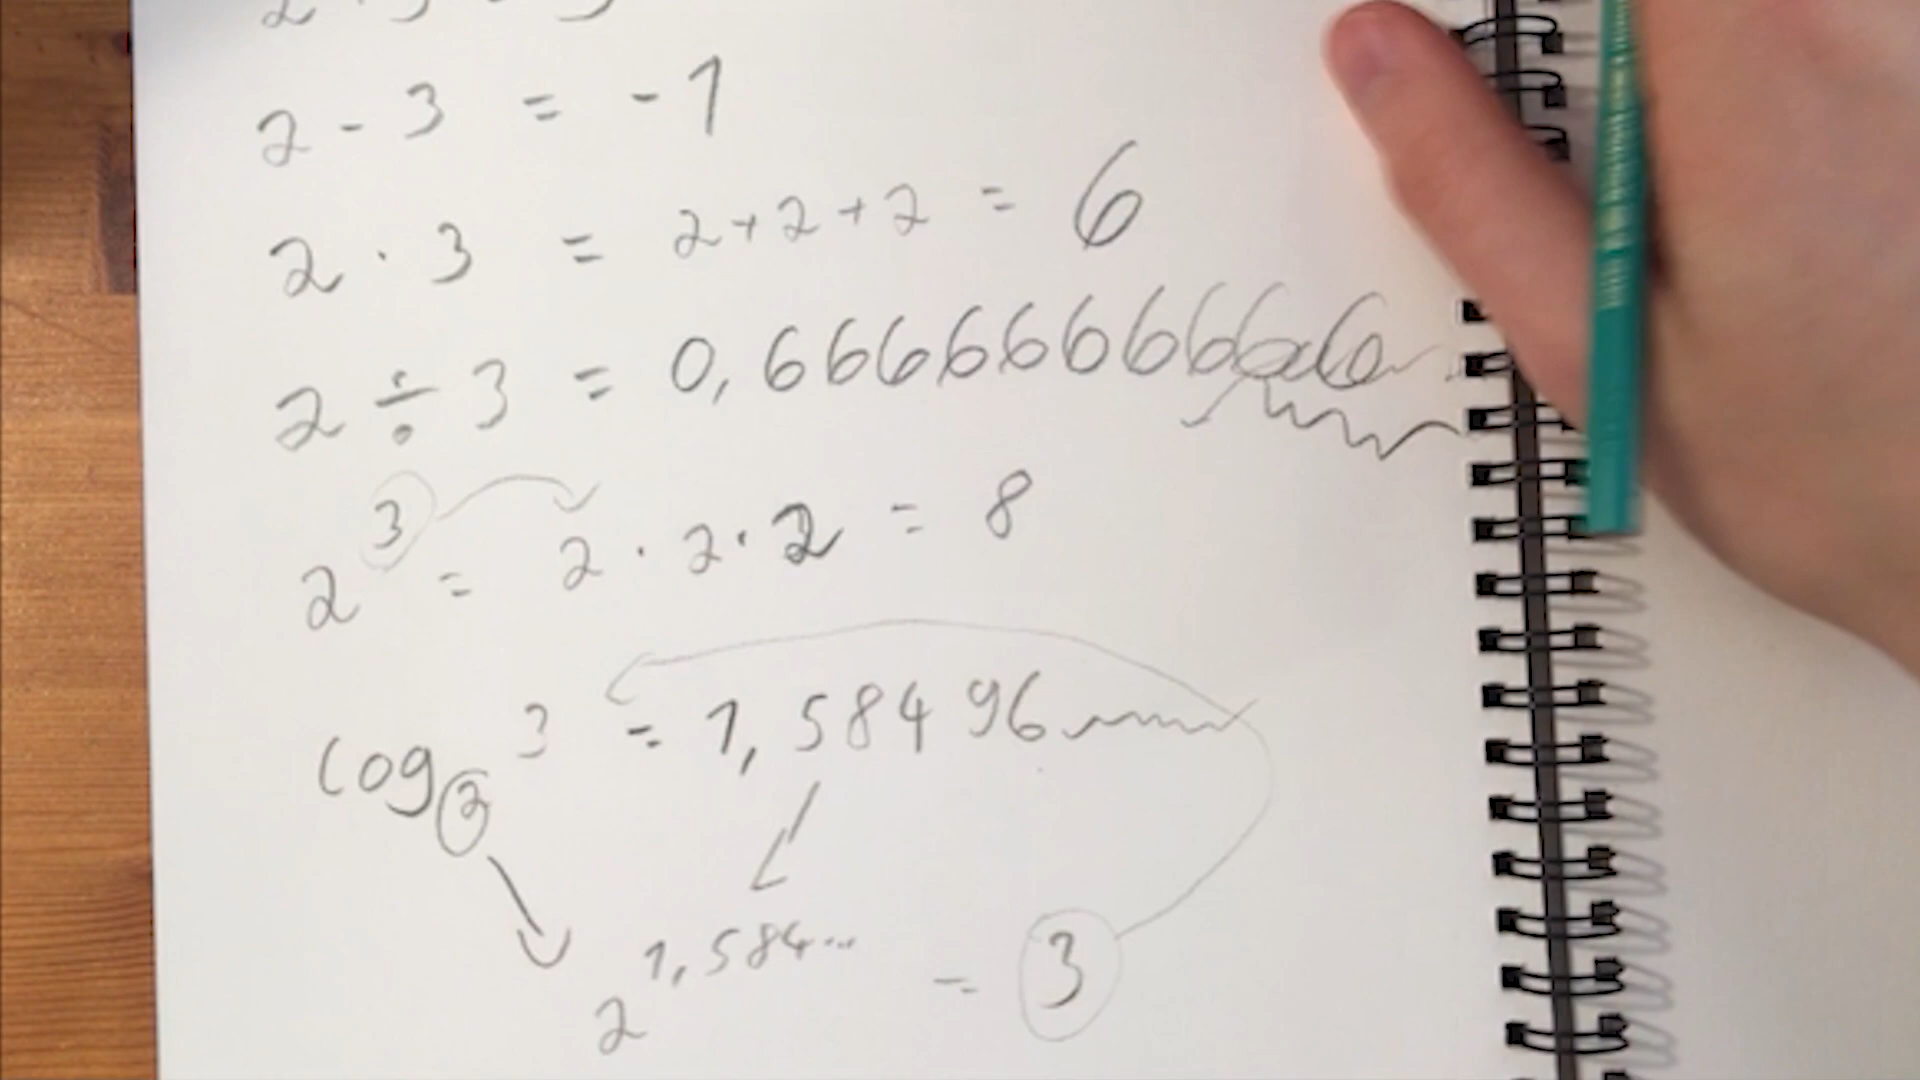 2 - 3 = -1
2 · 3 = 2+2+2 = 6
2 ÷ 3 = 0,66666666666
2³ = 2 · 2 · 2 = 8
log₂ 3 = 1,58496
2^1,584... = 3